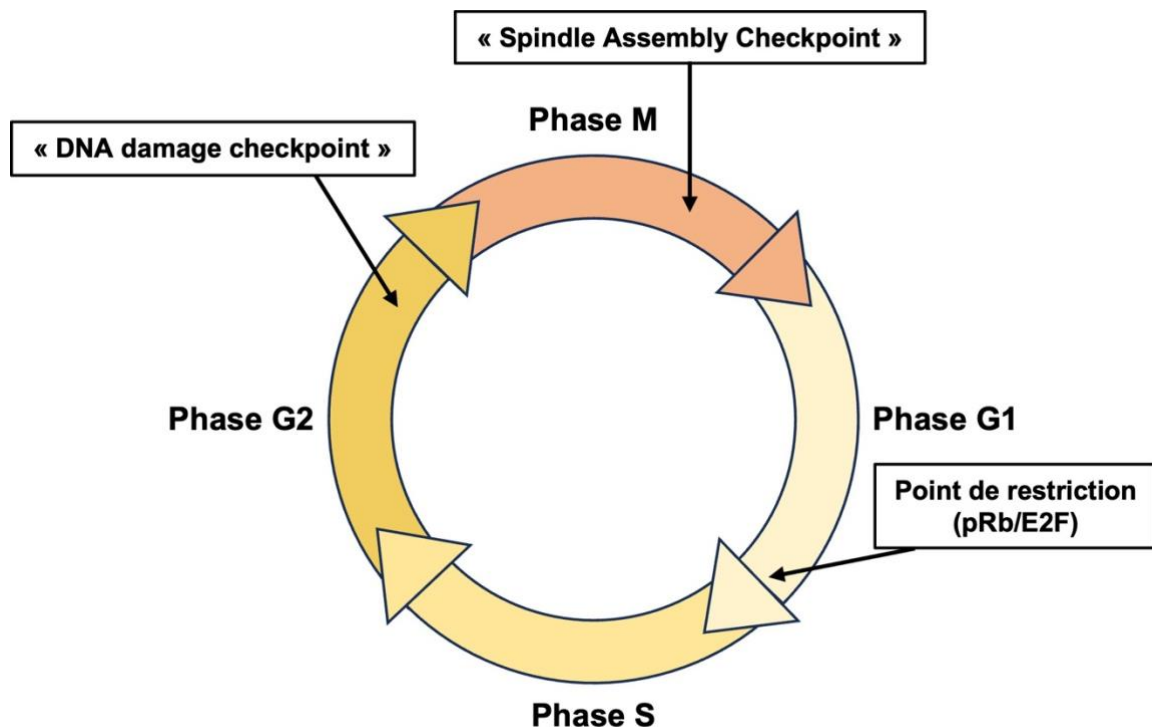 « Spindle Assembly Checkpoint »
Phase M
« DNA damage checkpoint »
Phase G2
Phase G1
Point de restriction
(pRb/E2F)
Phase S